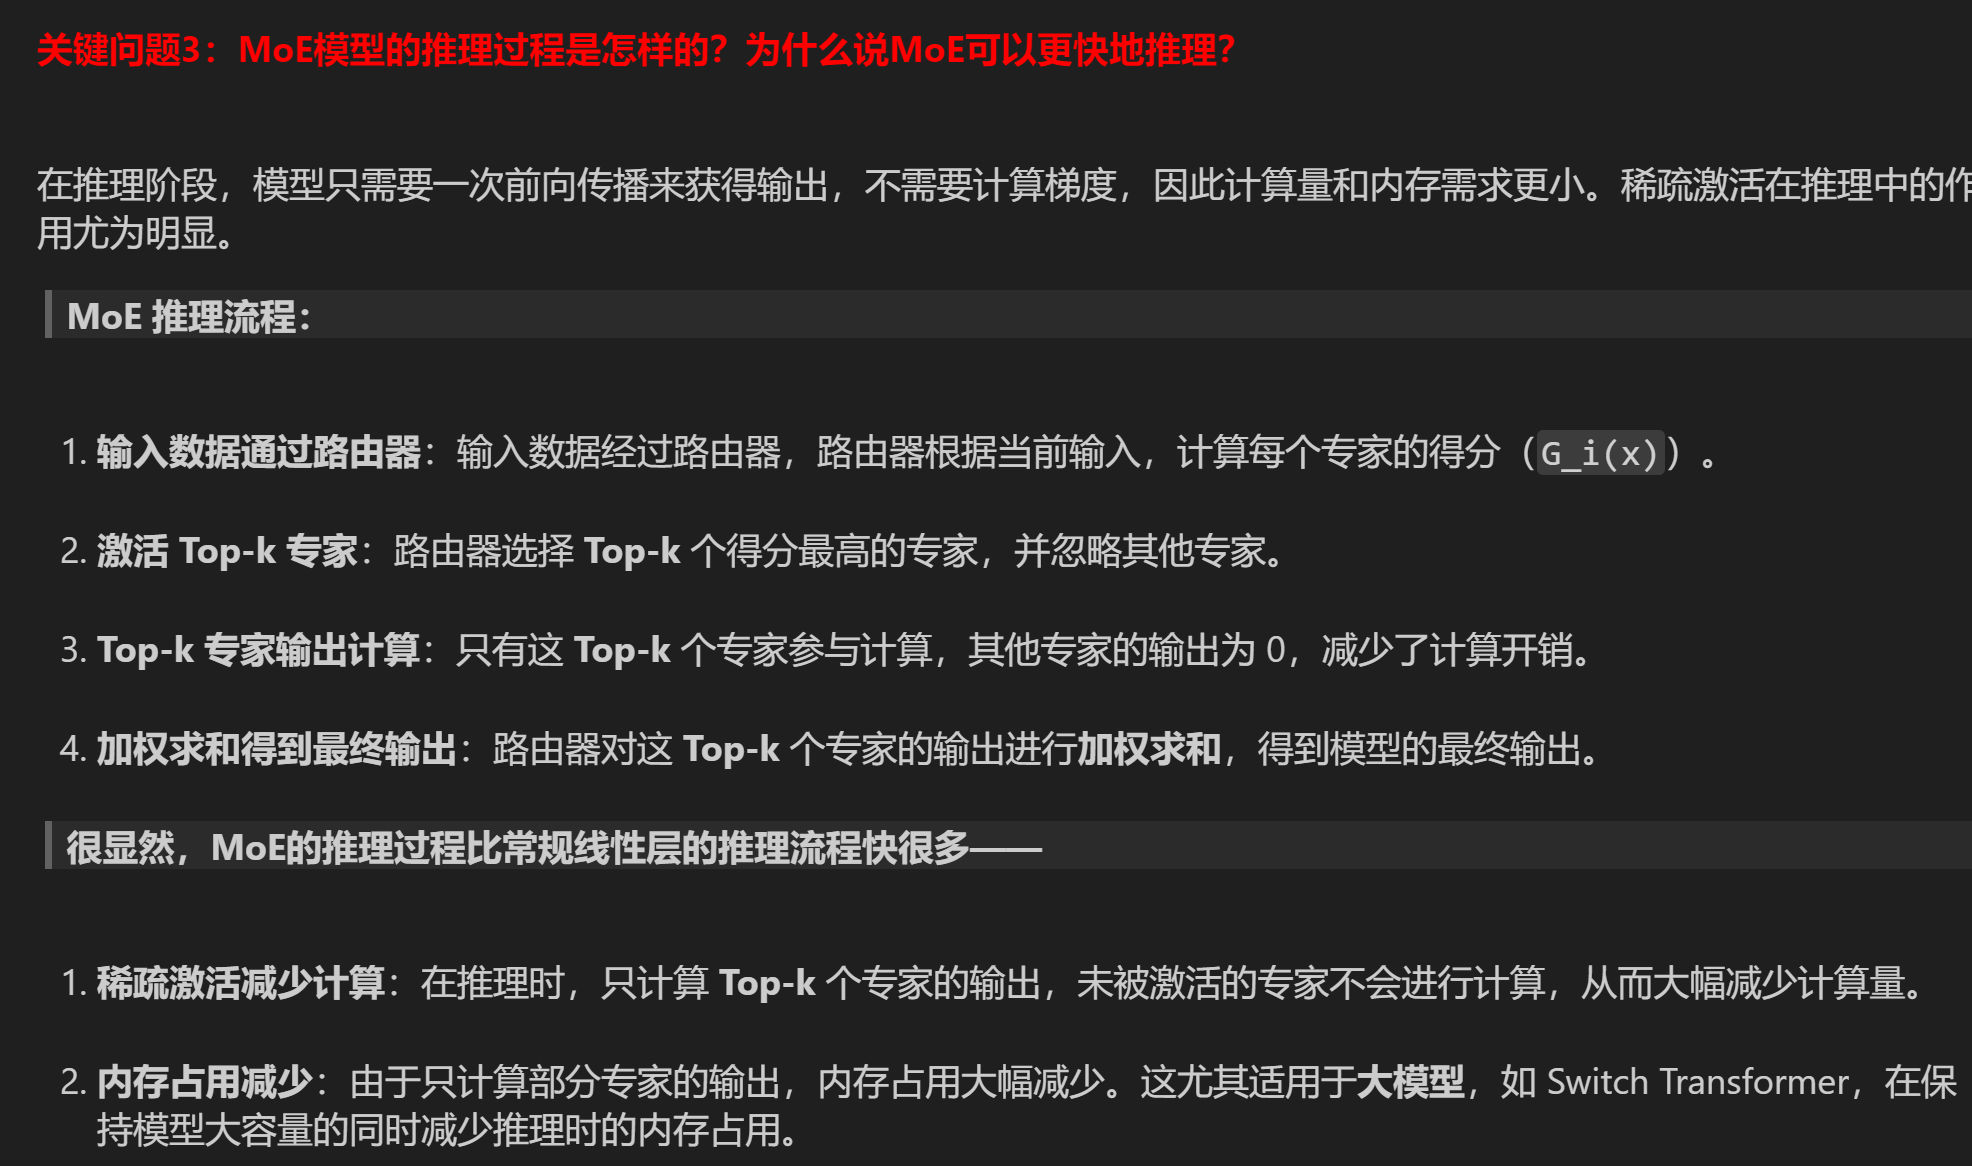 关键问题3：MoE模型的推理过程是怎样的？为什么说MoE可以更快地推理？
在推理阶段，模型只需要一次前向传播来获得输出，不需要计算梯度，因此计算量和内存需求更小。稀疏激活在推理中的作
用尤为明显。
MoE 推理流程：
1. 输入数据通过路由器：输入数据经过路由器，路由器根据当前输入，计算每个专家的得分（G_i(x)）。
2. 激活 Top-k 专家：路由器选择 Top-k 个得分最高的专家，并忽略其他专家。
3. Top-k 专家输出计算：只有这 Top-k 个专家参与计算，其他专家的输出为 0，减少了计算开销。
4. 加权求和得到最终输出：路由器对这 Top-k 个专家的输出进行加权求和，得到模型的最终输出。
很显然，MoE的推理过程比常规线性层的推理流程快很多——
1. 稀疏激活减少计算：在推理时，只计算 Top-k 个专家的输出，未被激活的专家不会进行计算，从而大幅减少计算量。
2. 内存占用减少：由于只计算部分专家的输出，内存占用大幅减少。这尤其适用于大模型，如 Switch Transformer，在保
持模型大容量的同时减少推理时的内存占用。